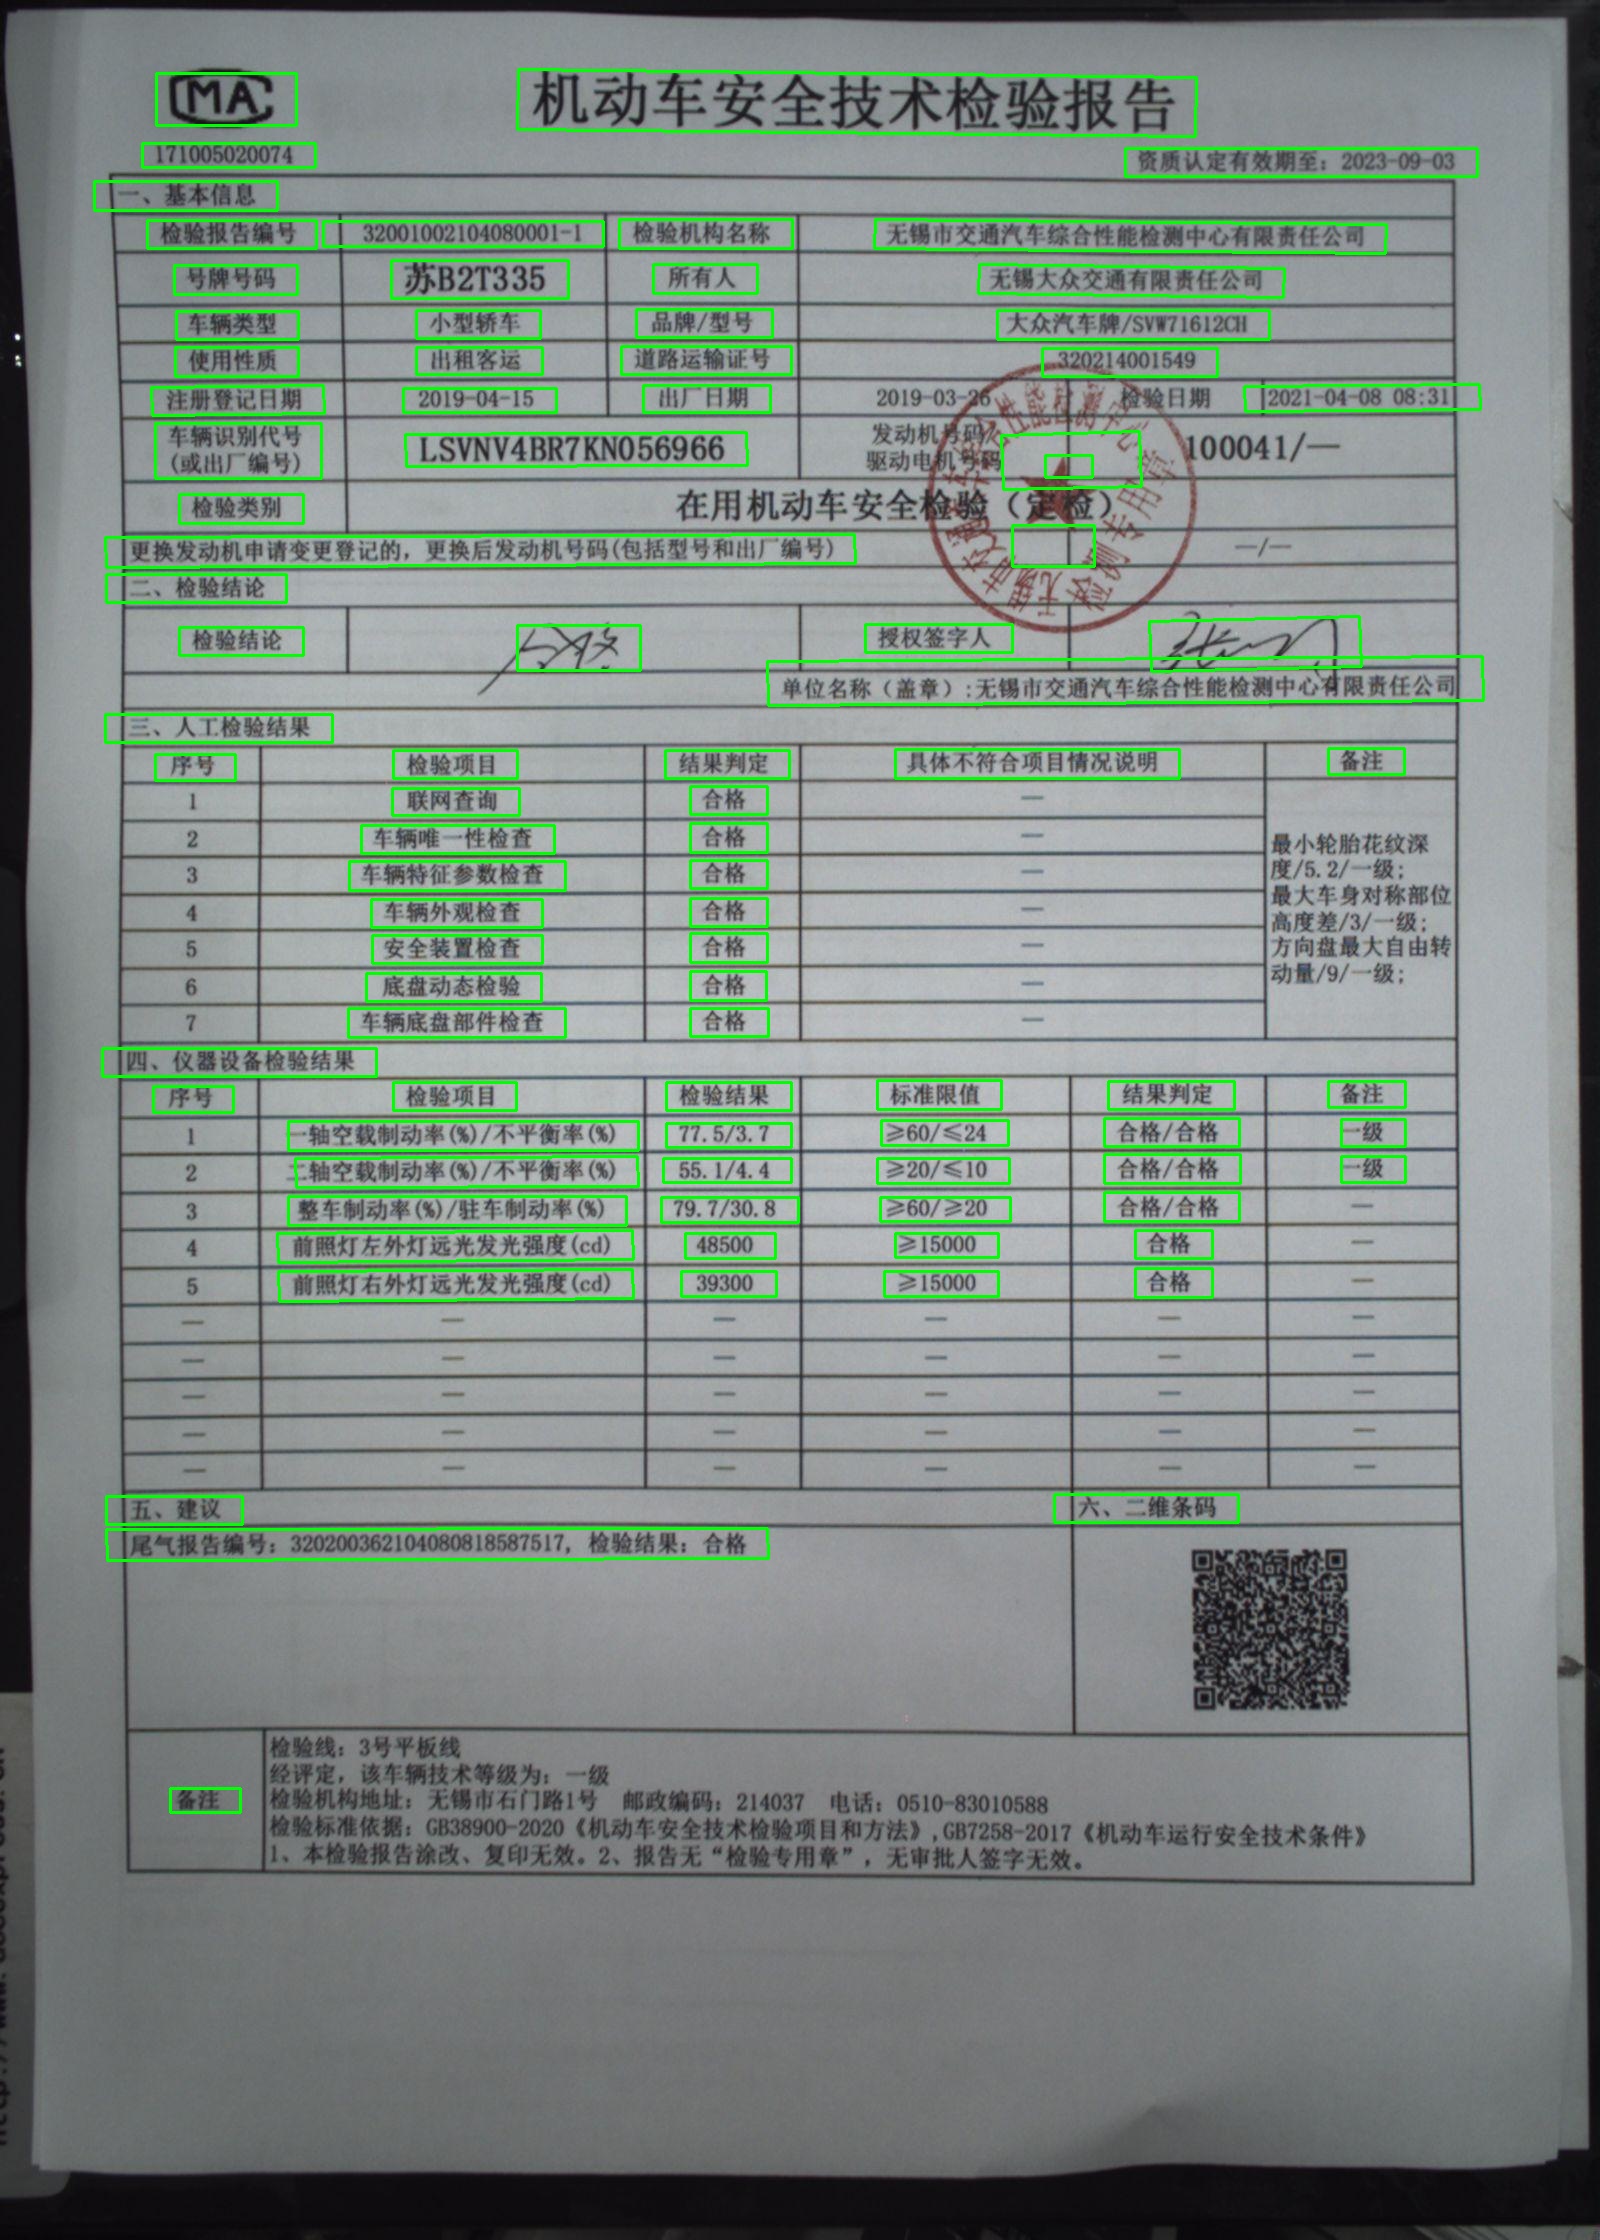 MA
机动车安全技术检验报告
171005020074
资质认定有效期至：2023-09-03
一、基本信息
检验报告编号 32001002104080001-1 检验机构名称 无锡市交通汽车综合性能检测中心有限责任公司
号牌号码 苏B2T335 所有人 无锡大众交通有限责任公司
车辆类型 小型轿车 品牌/型号 大众汽车牌/SVW71612CH
使用性质 出租客运 道路运输证号 320214001549
注册登记日期 2019-04-15 出厂日期 2019-03-26 检验日期 2021-04-08 08:31
车辆识别代号
(或出厂编号) LSVNV4BR7KN056966 发动机号码/
驱动电机号码 100041/—
检验类别 在用机动车安全检验（定检）
更换发动机申请变更登记的，更换后发动机号码(包括型号和出厂编号) —/—
二、检验结论
检验结论 合格 授权签字人
单位名称（盖章）:无锡市交通汽车综合性能检测中心有限责任公司
三、人工检验结果
序号 检验项目 结果判定 具体不符合项目情况说明 备注
1 联网查询 合格 —
2 车辆唯一性检查 合格 —
3 车辆特征参数检查 合格 —
4 车辆外观检查 合格 —
5 安全装置检查 合格 —
6 底盘动态检验 合格 —
7 车辆底盘部件检查 合格 —
最小轮胎花纹深
度/5.2/一级;
最大车身对称部位
高度差/3/一级;
方向盘最大自由转
动量/9/一级;
四、仪器设备检验结果
序号 检验项目 检验结果 标准限值 结果判定 备注
1 一轴空载制动率(%)/不平衡率(%) 77.5/3.7 ≥60/≤24 合格/合格 一级
2 二轴空载制动率(%)/不平衡率(%) 55.1/4.4 ≥20/≤10 合格/合格 一级
3 整车制动率(%)/驻车制动率(%) 79.7/30.8 ≥60/≥20 合格/合格 —
4 前照灯左外灯远光发光强度(cd) 48500 ≥15000 合格 —
5 前照灯右外灯远光发光强度(cd) 39300 ≥15000 合格 —
— — — — — —
— — — — — —
— — — — — —
— — — — — —
— — — — — —
五、建议 六、二维条码
尾气报告编号：320200362104080818587517, 检验结果：合格
备注
检验线：3号平板线
经评定，该车辆技术等级为：一级
检验机构地址：无锡市石门路1号 邮政编码：214037 电话：0510-83010588
检验标准依据：GB38900-2020《机动车安全技术检验项目和方法》,GB7258-2017《机动车运行安全技术条件》
1、本检验报告涂改、复印无效。2、报告无“检验专用章”，无审批人签字无效。